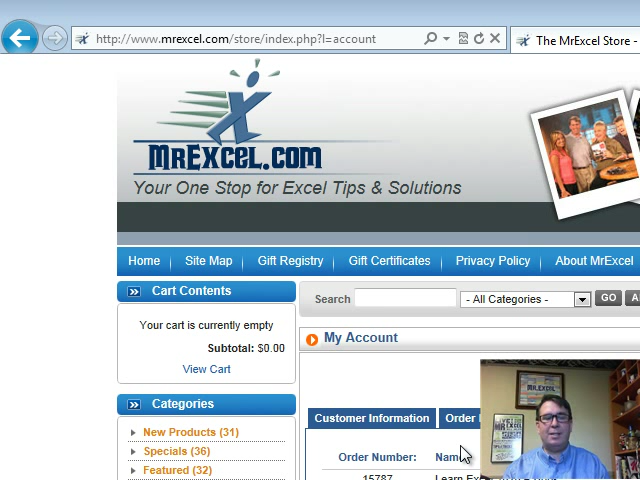 http://www.mrexcel.com/store/index.php?l=account
The MrExcel Store -
MREXCEL.COM
Your One Stop for Excel Tips & Solutions
Home
Site Map
Gift Registry
Gift Certificates
Privacy Policy
About MrExcel
Cart Contents
Your cart is currently empty
Subtotal: $0.00
View Cart
Search
- All Categories -
GO
My Account
Categories
New Products (31)
Specials (36)
Featured (32)
Customer Information
Order
Order Number:
15787